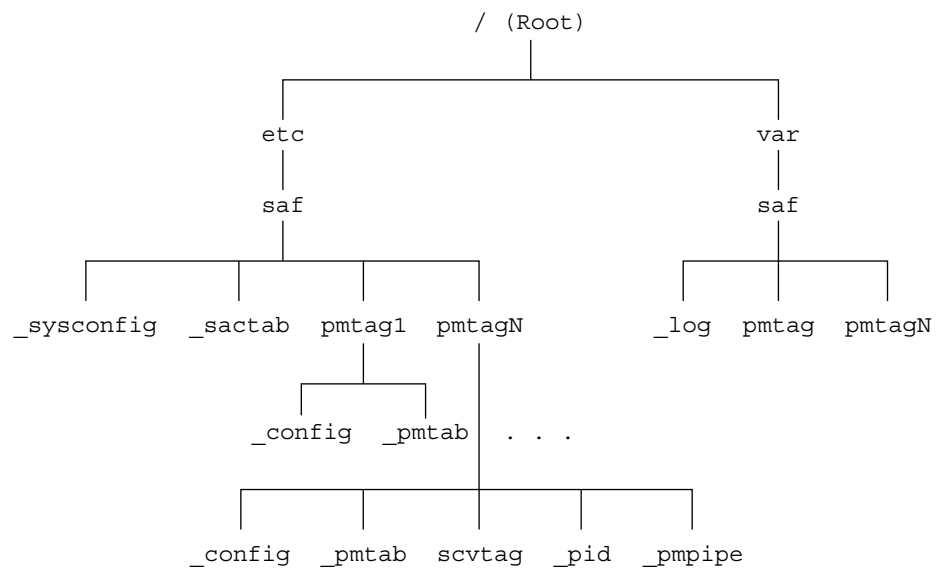 / (Root)
etc var
saf saf
_sysconfig _sactab pmtag1 pmtagN _log pmtag pmtagN
_config _pmtab . . .
_config _pmtab scvtag _pid _pmpipe